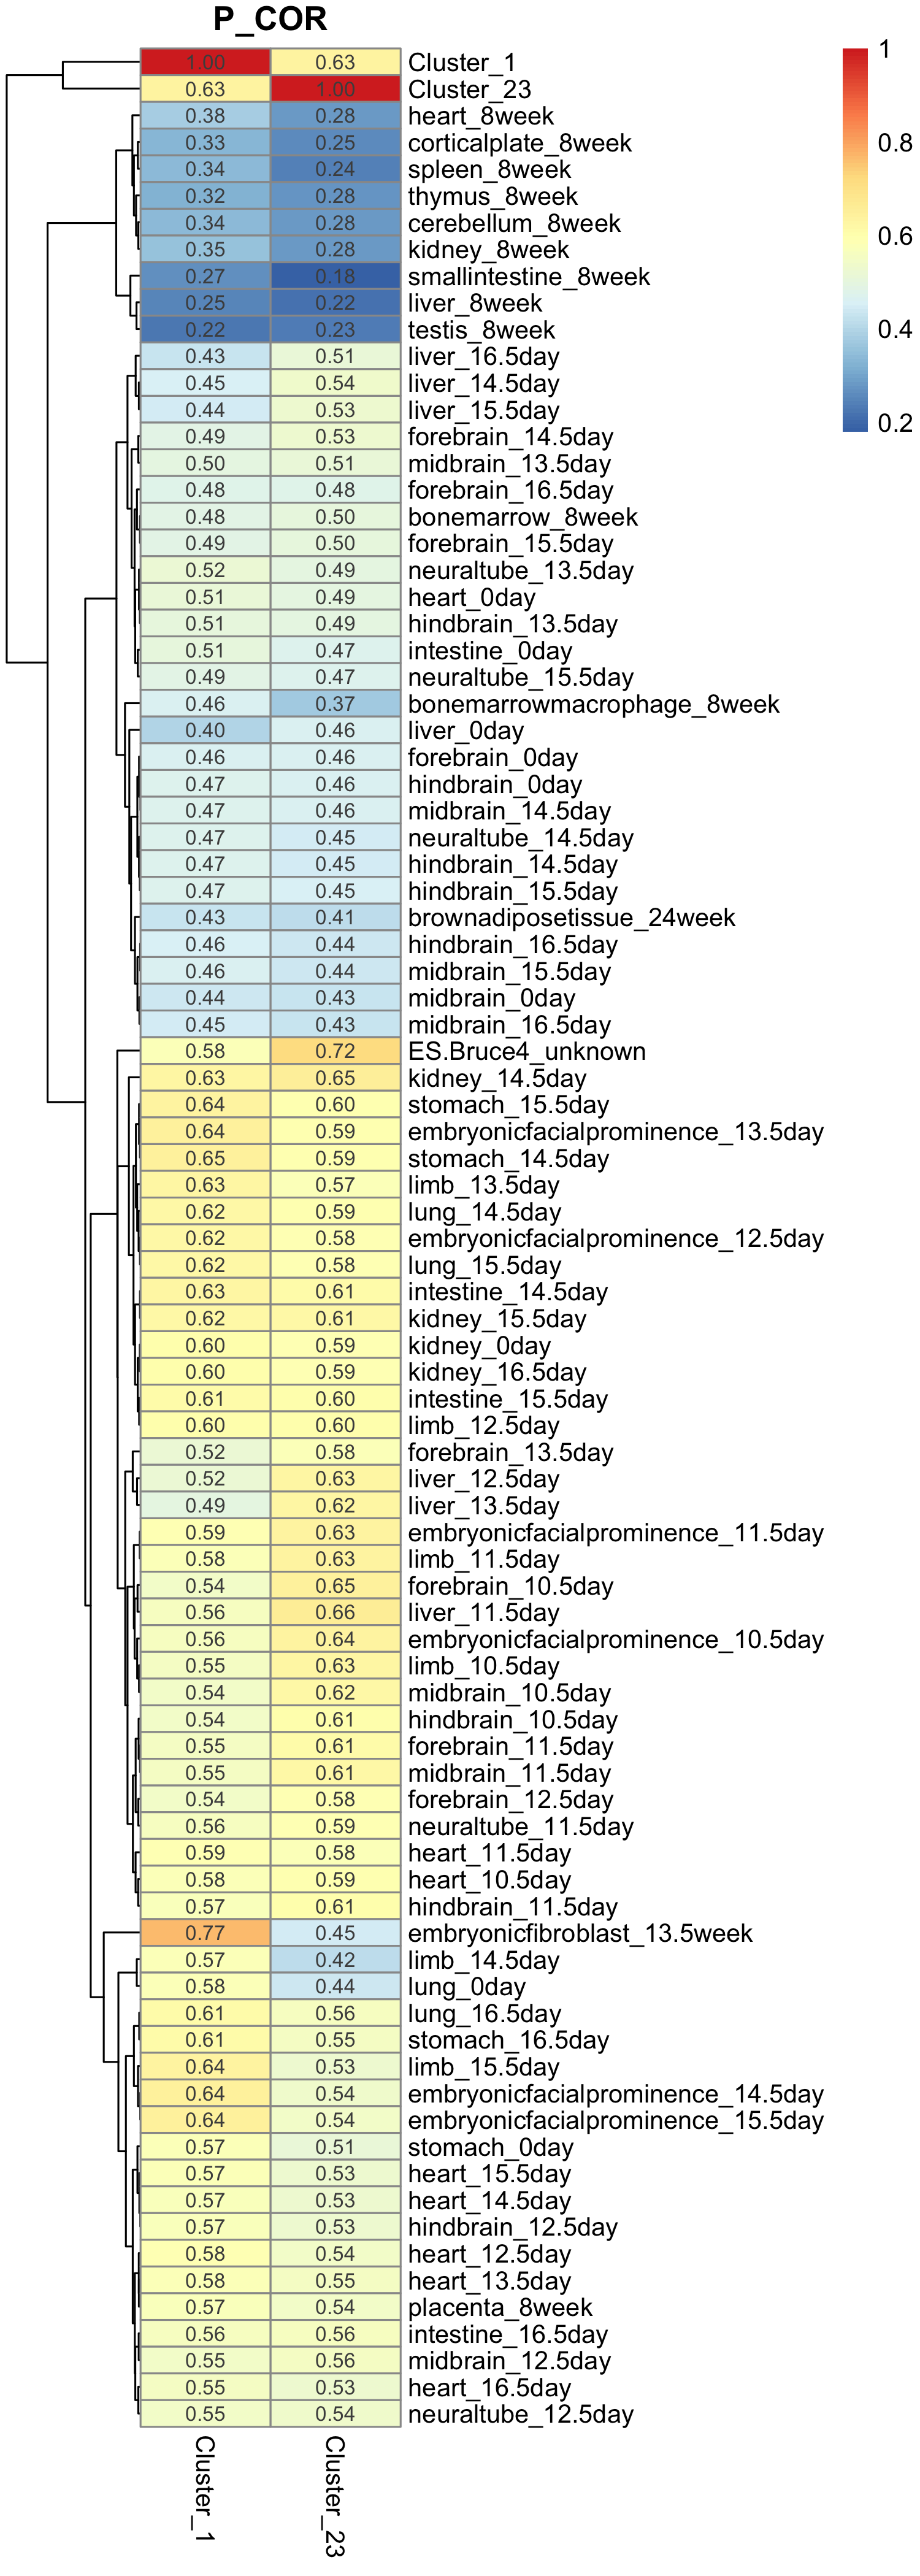 P_COR
1.00 0.63 Cluster_1
0.63 1.00 Cluster_23
0.38 0.28 heart_8week
0.33 0.25 corticalplate_8week
0.34 0.24 spleen_8week
0.32 0.28 thymus_8week
0.34 0.28 cerebellum_8week
0.35 0.28 kidney_8week
0.27 0.18 smallintestine_8week
0.25 0.22 liver_8week
0.22 0.23 testis_8week
0.43 0.51 liver_16.5day
0.45 0.54 liver_14.5day
0.44 0.53 liver_15.5day
0.49 0.53 forebrain_14.5day
0.50 0.51 midbrain_13.5day
0.48 0.48 forebrain_16.5day
0.48 0.50 bonemarrow_8week
0.49 0.50 forebrain_15.5day
0.52 0.49 neuraltube_13.5day
0.51 0.49 heart_0day
0.51 0.49 hindbrain_13.5day
0.51 0.47 intestine_0day
0.49 0.47 neuraltube_15.5day
0.46 0.37 bonemarrowmacrophage_8week
0.40 0.46 liver_0day
0.46 0.46 forebrain_0day
0.47 0.46 hindbrain_0day
0.47 0.46 midbrain_14.5day
0.47 0.45 neuraltube_14.5day
0.47 0.45 hindbrain_14.5day
0.47 0.45 hindbrain_15.5day
0.43 0.41 brownadiposetissue_24week
0.46 0.44 hindbrain_16.5day
0.46 0.44 midbrain_15.5day
0.44 0.43 midbrain_0day
0.45 0.43 midbrain_16.5day
0.58 0.72 ES.Bruce4_unknown
0.63 0.65 kidney_14.5day
0.64 0.60 stomach_15.5day
0.64 0.59 embryonicfacialprominence_13.5day
0.65 0.59 stomach_14.5day
0.63 0.57 limb_13.5day
0.62 0.59 lung_14.5day
0.62 0.58 embryonicfacialprominence_12.5day
0.62 0.58 lung_15.5day
0.63 0.61 intestine_14.5day
0.62 0.61 kidney_15.5day
0.60 0.59 kidney_0day
0.60 0.59 kidney_16.5day
0.61 0.60 intestine_15.5day
0.60 0.60 limb_12.5day
0.52 0.58 forebrain_13.5day
0.52 0.63 liver_12.5day
0.49 0.62 liver_13.5day
0.59 0.63 embryonicfacialprominence_11.5day
0.58 0.63 limb_11.5day
0.54 0.65 forebrain_10.5day
0.56 0.66 liver_11.5day
0.56 0.64 embryonicfacialprominence_10.5day
0.55 0.63 limb_10.5day
0.54 0.62 midbrain_10.5day
0.54 0.61 hindbrain_10.5day
0.55 0.61 forebrain_11.5day
0.55 0.61 midbrain_11.5day
0.54 0.58 forebrain_12.5day
0.56 0.59 neuraltube_11.5day
0.59 0.58 heart_11.5day
0.58 0.59 heart_10.5day
0.57 0.61 hindbrain_11.5day
0.77 0.45 embryonicfibroblast_13.5week
0.57 0.42 limb_14.5day
0.58 0.44 lung_0day
0.61 0.56 lung_16.5day
0.61 0.55 stomach_16.5day
0.64 0.53 limb_15.5day
0.64 0.54 embryonicfacialprominence_14.5day
0.64 0.54 embryonicfacialprominence_15.5day
0.57 0.51 stomach_0day
0.57 0.53 heart_15.5day
0.57 0.53 heart_14.5day
0.57 0.53 hindbrain_12.5day
0.58 0.54 heart_12.5day
0.58 0.55 heart_13.5day
0.57 0.54 placenta_8week
0.56 0.56 intestine_16.5day
0.55 0.56 midbrain_12.5day
0.55 0.53 heart_16.5day
0.55 0.54 neuraltube_12.5day
Cluster_1
Cluster_23
1
0.8
0.6
0.4
0.2